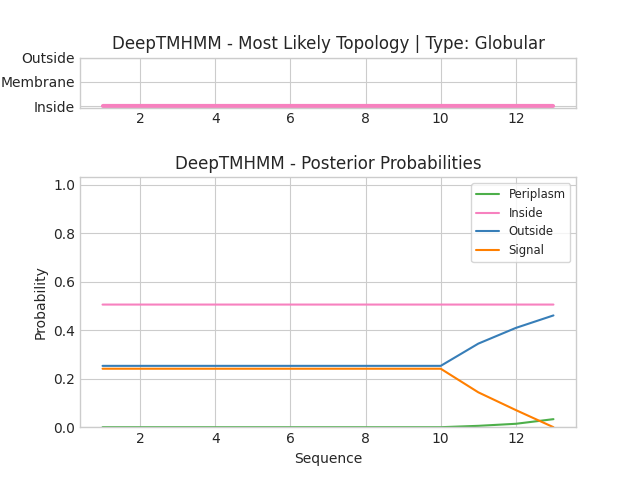 DeepTMHMM - Most Likely Topology | Type: Globular
Outside
Membrane
Inside
2 4 6 8 10 12
DeepTMHMM - Posterior Probabilities
1.0
0.8
0.6
0.4
0.2
0.0
Probability
Periplasm
Inside
Outside
Signal
2 4 6 8 10 12
Sequence